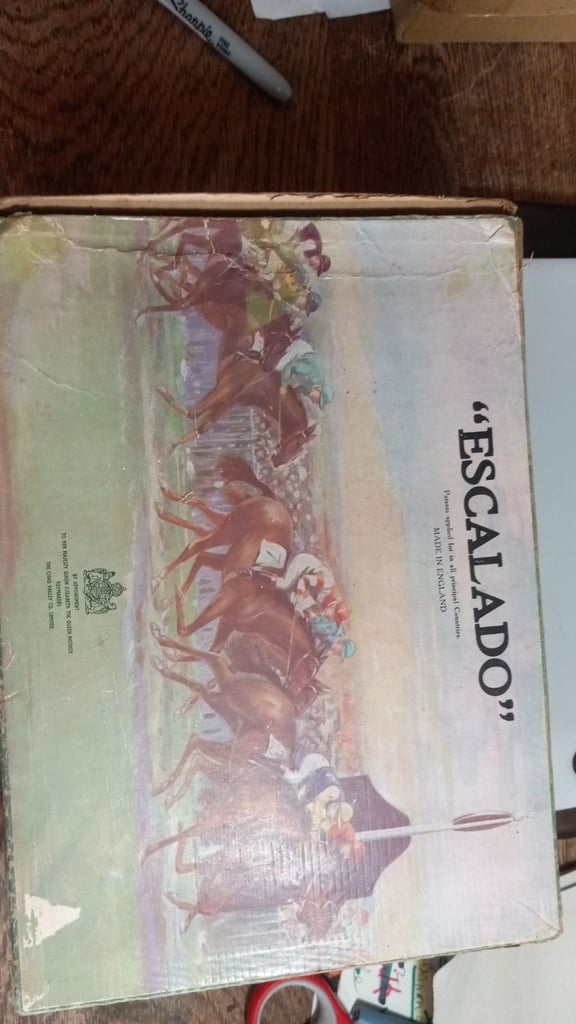 Sharpie
"ESCALADO"
Patents applied for in all principal Countries.
MADE IN ENGLAND
BY APPOINTMENT
TO HER MAJESTY QUEEN ELIZABETH THE QUEEN MOTHER
TOYMAKERS
THE CHAD VALLEY CO. LIMITED